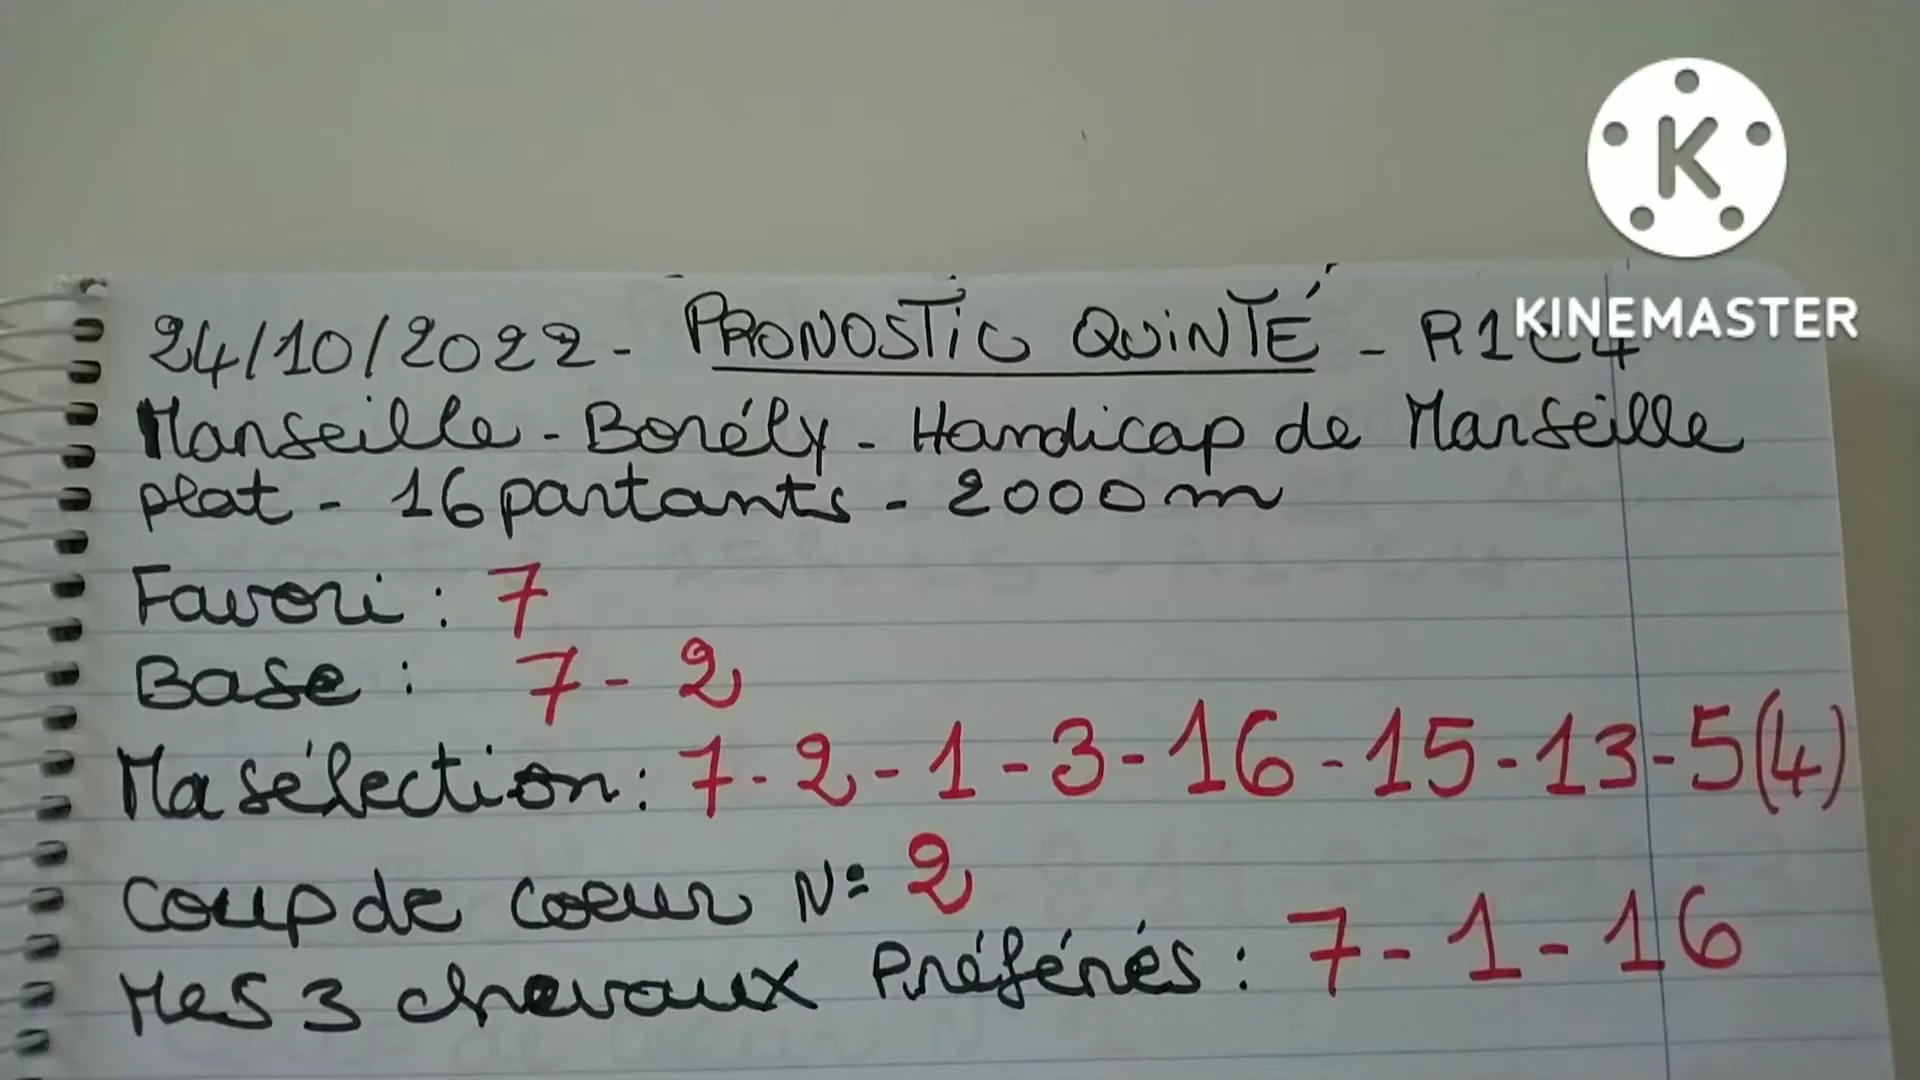 K
KINEMASTER
24/10/2022 - PRONOSTIC QUINTÉ - R1C4
Marseille - Borély - Handicap de Marseille
plat - 16 partants - 2000m
Favori : 7
Base : 7 - 2
Ma sélection : 7 - 2 - 1 - 3 - 16 - 15 - 13 - 5 (4)
Coup de coeur N° 2
Mes 3 chevaux Préférés : 7 - 1 - 16